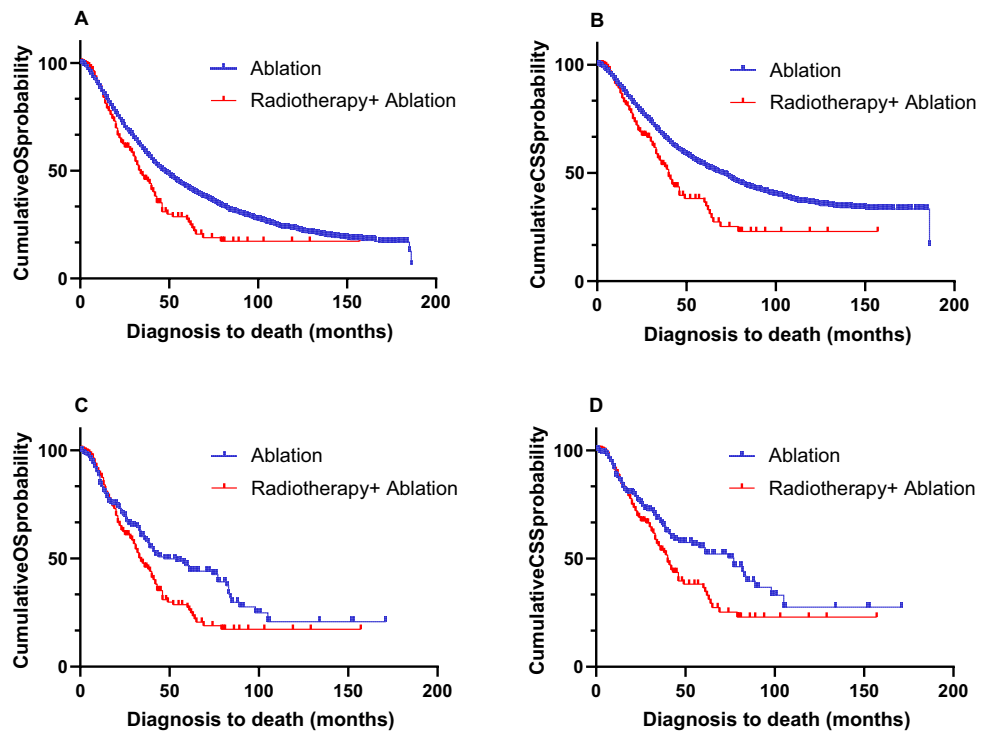 A
CumulativeOSprobability
100
50
0
Ablation
Radiotherapy+ Ablation
0 50 100 150 200
Diagnosis to death (months)
B
CumulativeCSSprobability
100
50
0
Ablation
Radiotherapy+ Ablation
0 50 100 150 200
Diagnosis to death (months)
C
CumulativeOSprobability
100
50
0
Ablation
Radiotherapy+ Ablation
0 50 100 150 200
Diagnosis to death (months)
D
CumulativeCSSprobability
100
50
0
Ablation
Radiotherapy+ Ablation
0 50 100 150 200
Diagnosis to death (months)